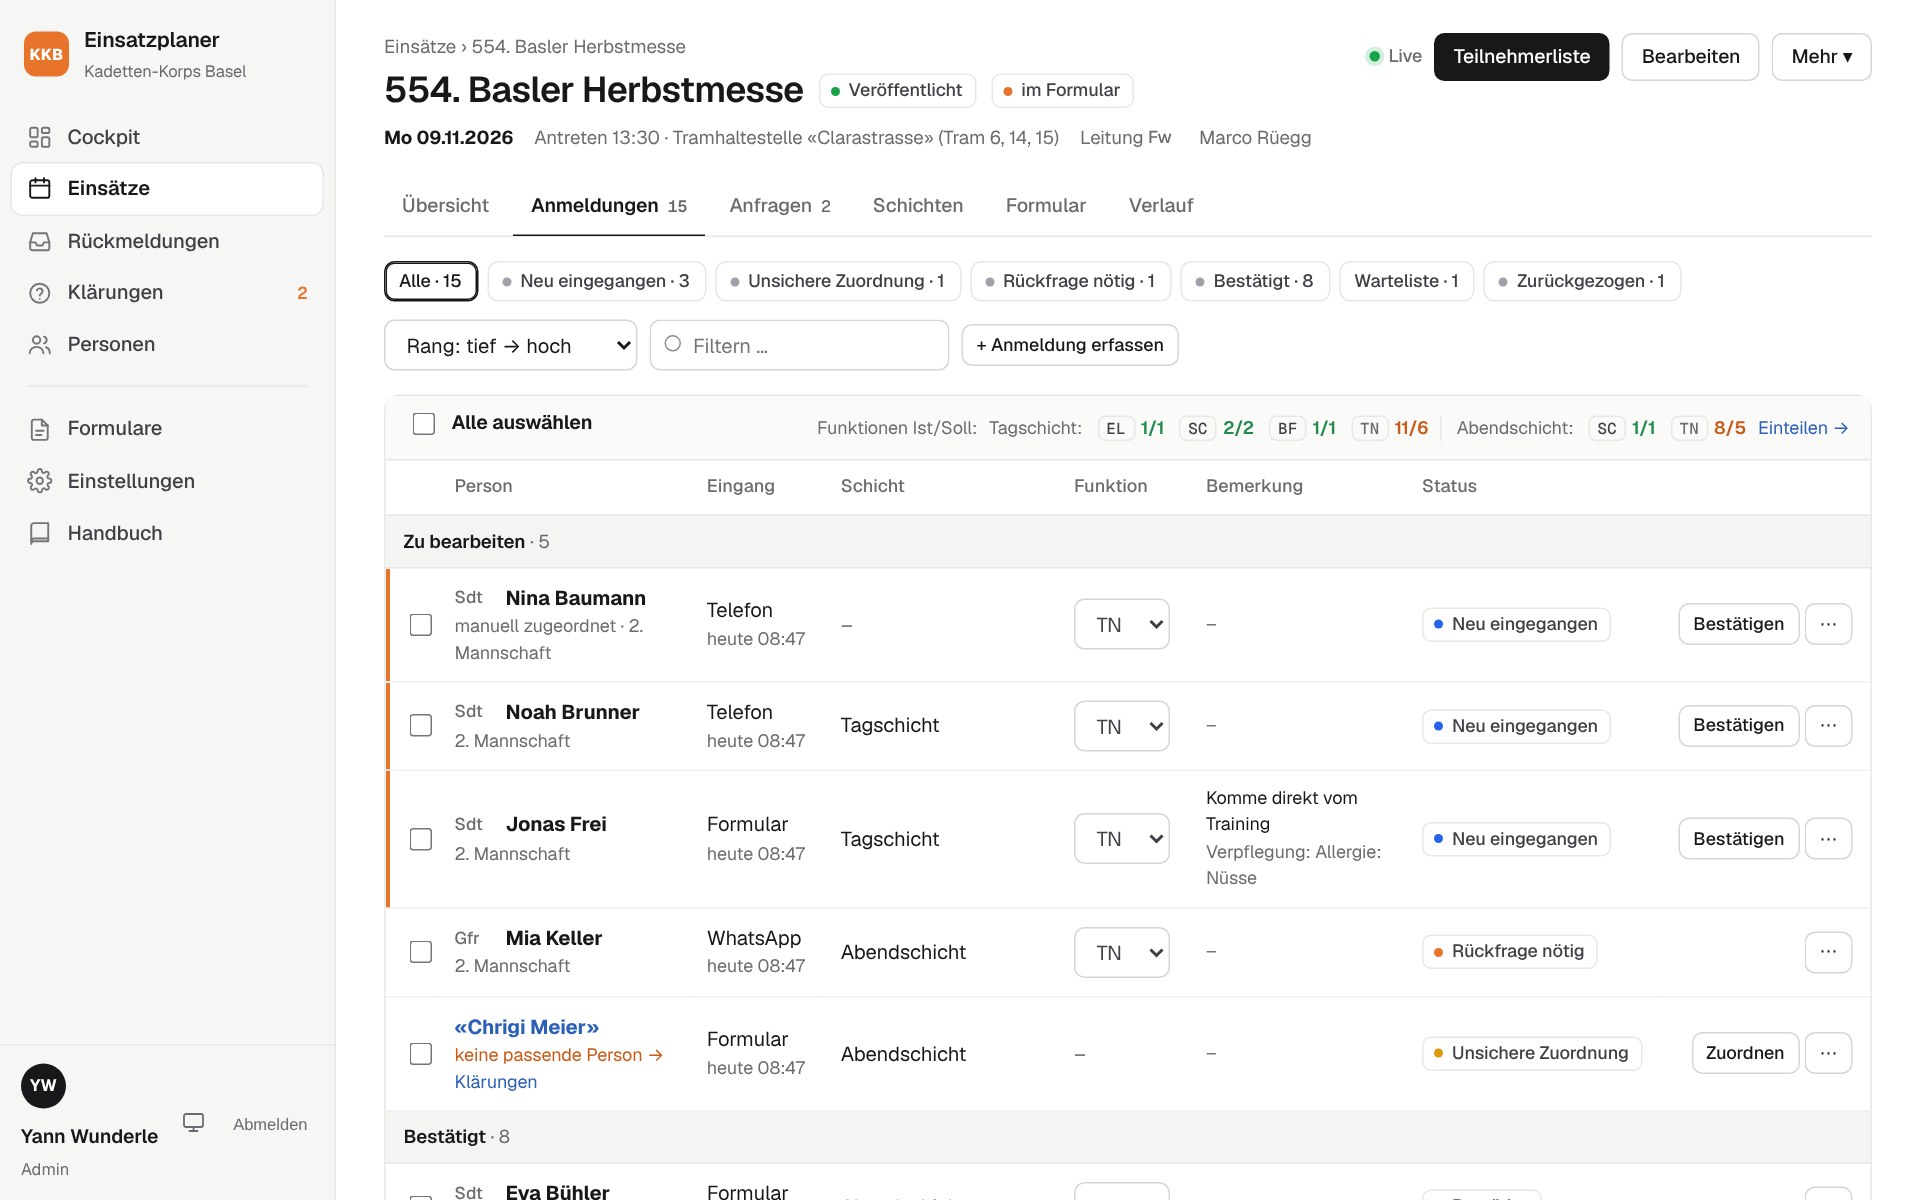 KKB
Einsatzplaner
Kadetten-Korps Basel
Cockpit
Einsätze
Rückmeldungen
Klärungen 2
Personen
Formulare
Einstellungen
Handbuch
YW
Yann Wunderle
Admin
Abmelden
Einsätze › 554. Basler Herbstmesse
554. Basler Herbstmesse
Veröffentlicht
im Formular
Live
Teilnehmerliste
Bearbeiten
Mehr ▾
Mo 09.11.2026 Antreten 13:30 · Tramhaltestelle «Clarastrasse» (Tram 6, 14, 15) Leitung Fw Marco Rüegg
Übersicht Anmeldungen 15 Anfragen 2 Schichten Formular Verlauf
Alle · 15 Neu eingegangen · 3 Unsichere Zuordnung · 1 Rückfrage nötig · 1 Bestätigt · 8 Warteliste · 1 Zurückgezogen · 1
Rang: tief → hoch Filtern … + Anmeldung erfassen
Alle auswählen Funktionen Ist/Soll: Tagschicht: EL 1/1 SC 2/2 BF 1/1 TN 11/6 Abendschicht: SC 1/1 TN 8/5 Einteilen →
Person Eingang Schicht Funktion Bemerkung Status
Zu bearbeiten · 5
Sdt Nina Baumann
manuell zugeordnet · 2.
Mannschaft
Telefon
heute 08:47
–
TN
–
Neu eingegangen
Bestätigen
···
Sdt Noah Brunner
2. Mannschaft
Telefon
heute 08:47
Tagschicht
TN
–
Neu eingegangen
Bestätigen
···
Sdt Jonas Frei
2. Mannschaft
Formular
heute 08:47
Tagschicht
TN
Komme direkt vom
Training
Verpflegung: Allergie:
Nüsse
Neu eingegangen
Bestätigen
···
Gfr Mia Keller
2. Mannschaft
WhatsApp
heute 08:47
Abendschicht
TN
–
Rückfrage nötig
···
«Chrigi Meier»
keine passende Person →
Klärungen
Formular
heute 08:47
Abendschicht
–
–
Unsichere Zuordnung
Zuordnen
···
Bestätigt · 8
Sdt Eva Bühler
Formular